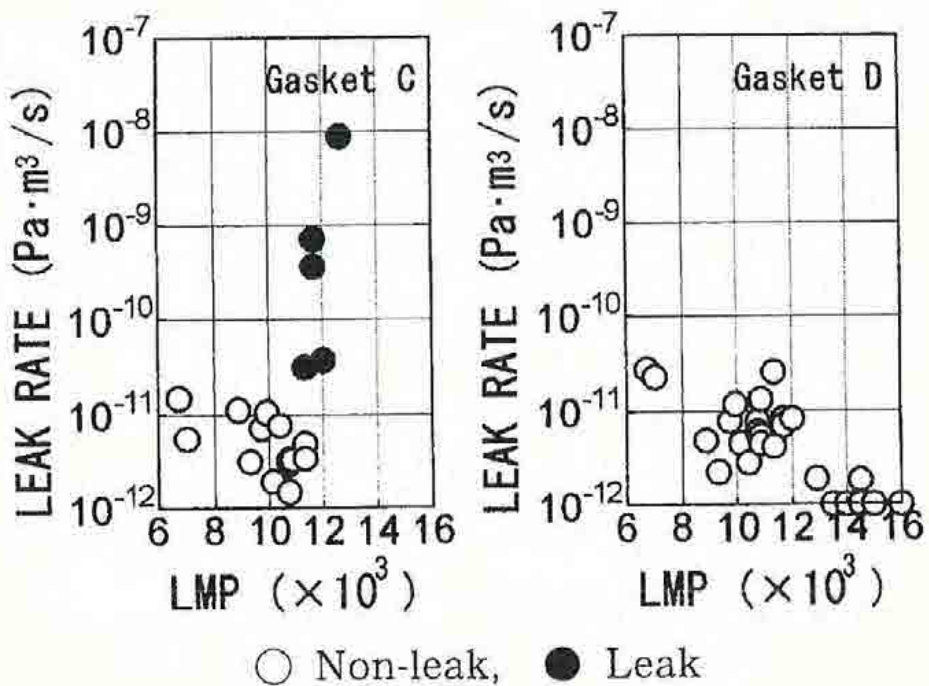 Gasket C
LEAK RATE (Pa·m³/s)
10⁻⁷
10⁻⁸
10⁻⁹
10⁻¹⁰
10⁻¹¹
10⁻¹²
6 8 10 12 14 16
LMP (×10³)
Gasket D
LEAK RATE (Pa·m³/s)
10⁻⁷
10⁻⁸
10⁻⁹
10⁻¹⁰
10⁻¹¹
10⁻¹²
6 8 10 12 14 16
LMP (×10³)
○ Non-leak, ● Leak